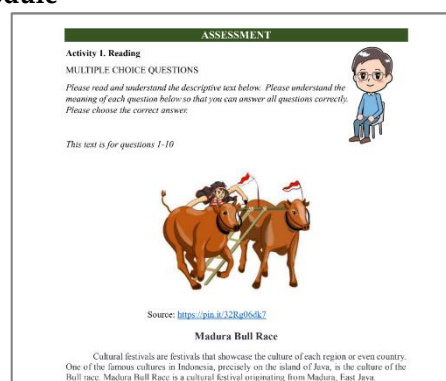 ASSESSMENT
Activity 1. Reading
MULTIPLE CHOICE QUESTIONS
Please read and understand the descriptive text below. Please understand the
meaning of each question below so that you can answer all questions correctly.
Please choose the correct answer.
This text is for questions 1-10
Source: https://pin.it/32Rg06dk7
Madura Bull Race
Cultural festivals are festivals that showcase the culture of each region or even country.
One of the famous cultures in Indonesia, precisely on the island of Java, is the culture of the
Bull race. Madura Bull Race is a cultural festival originating from Madura, East Java.